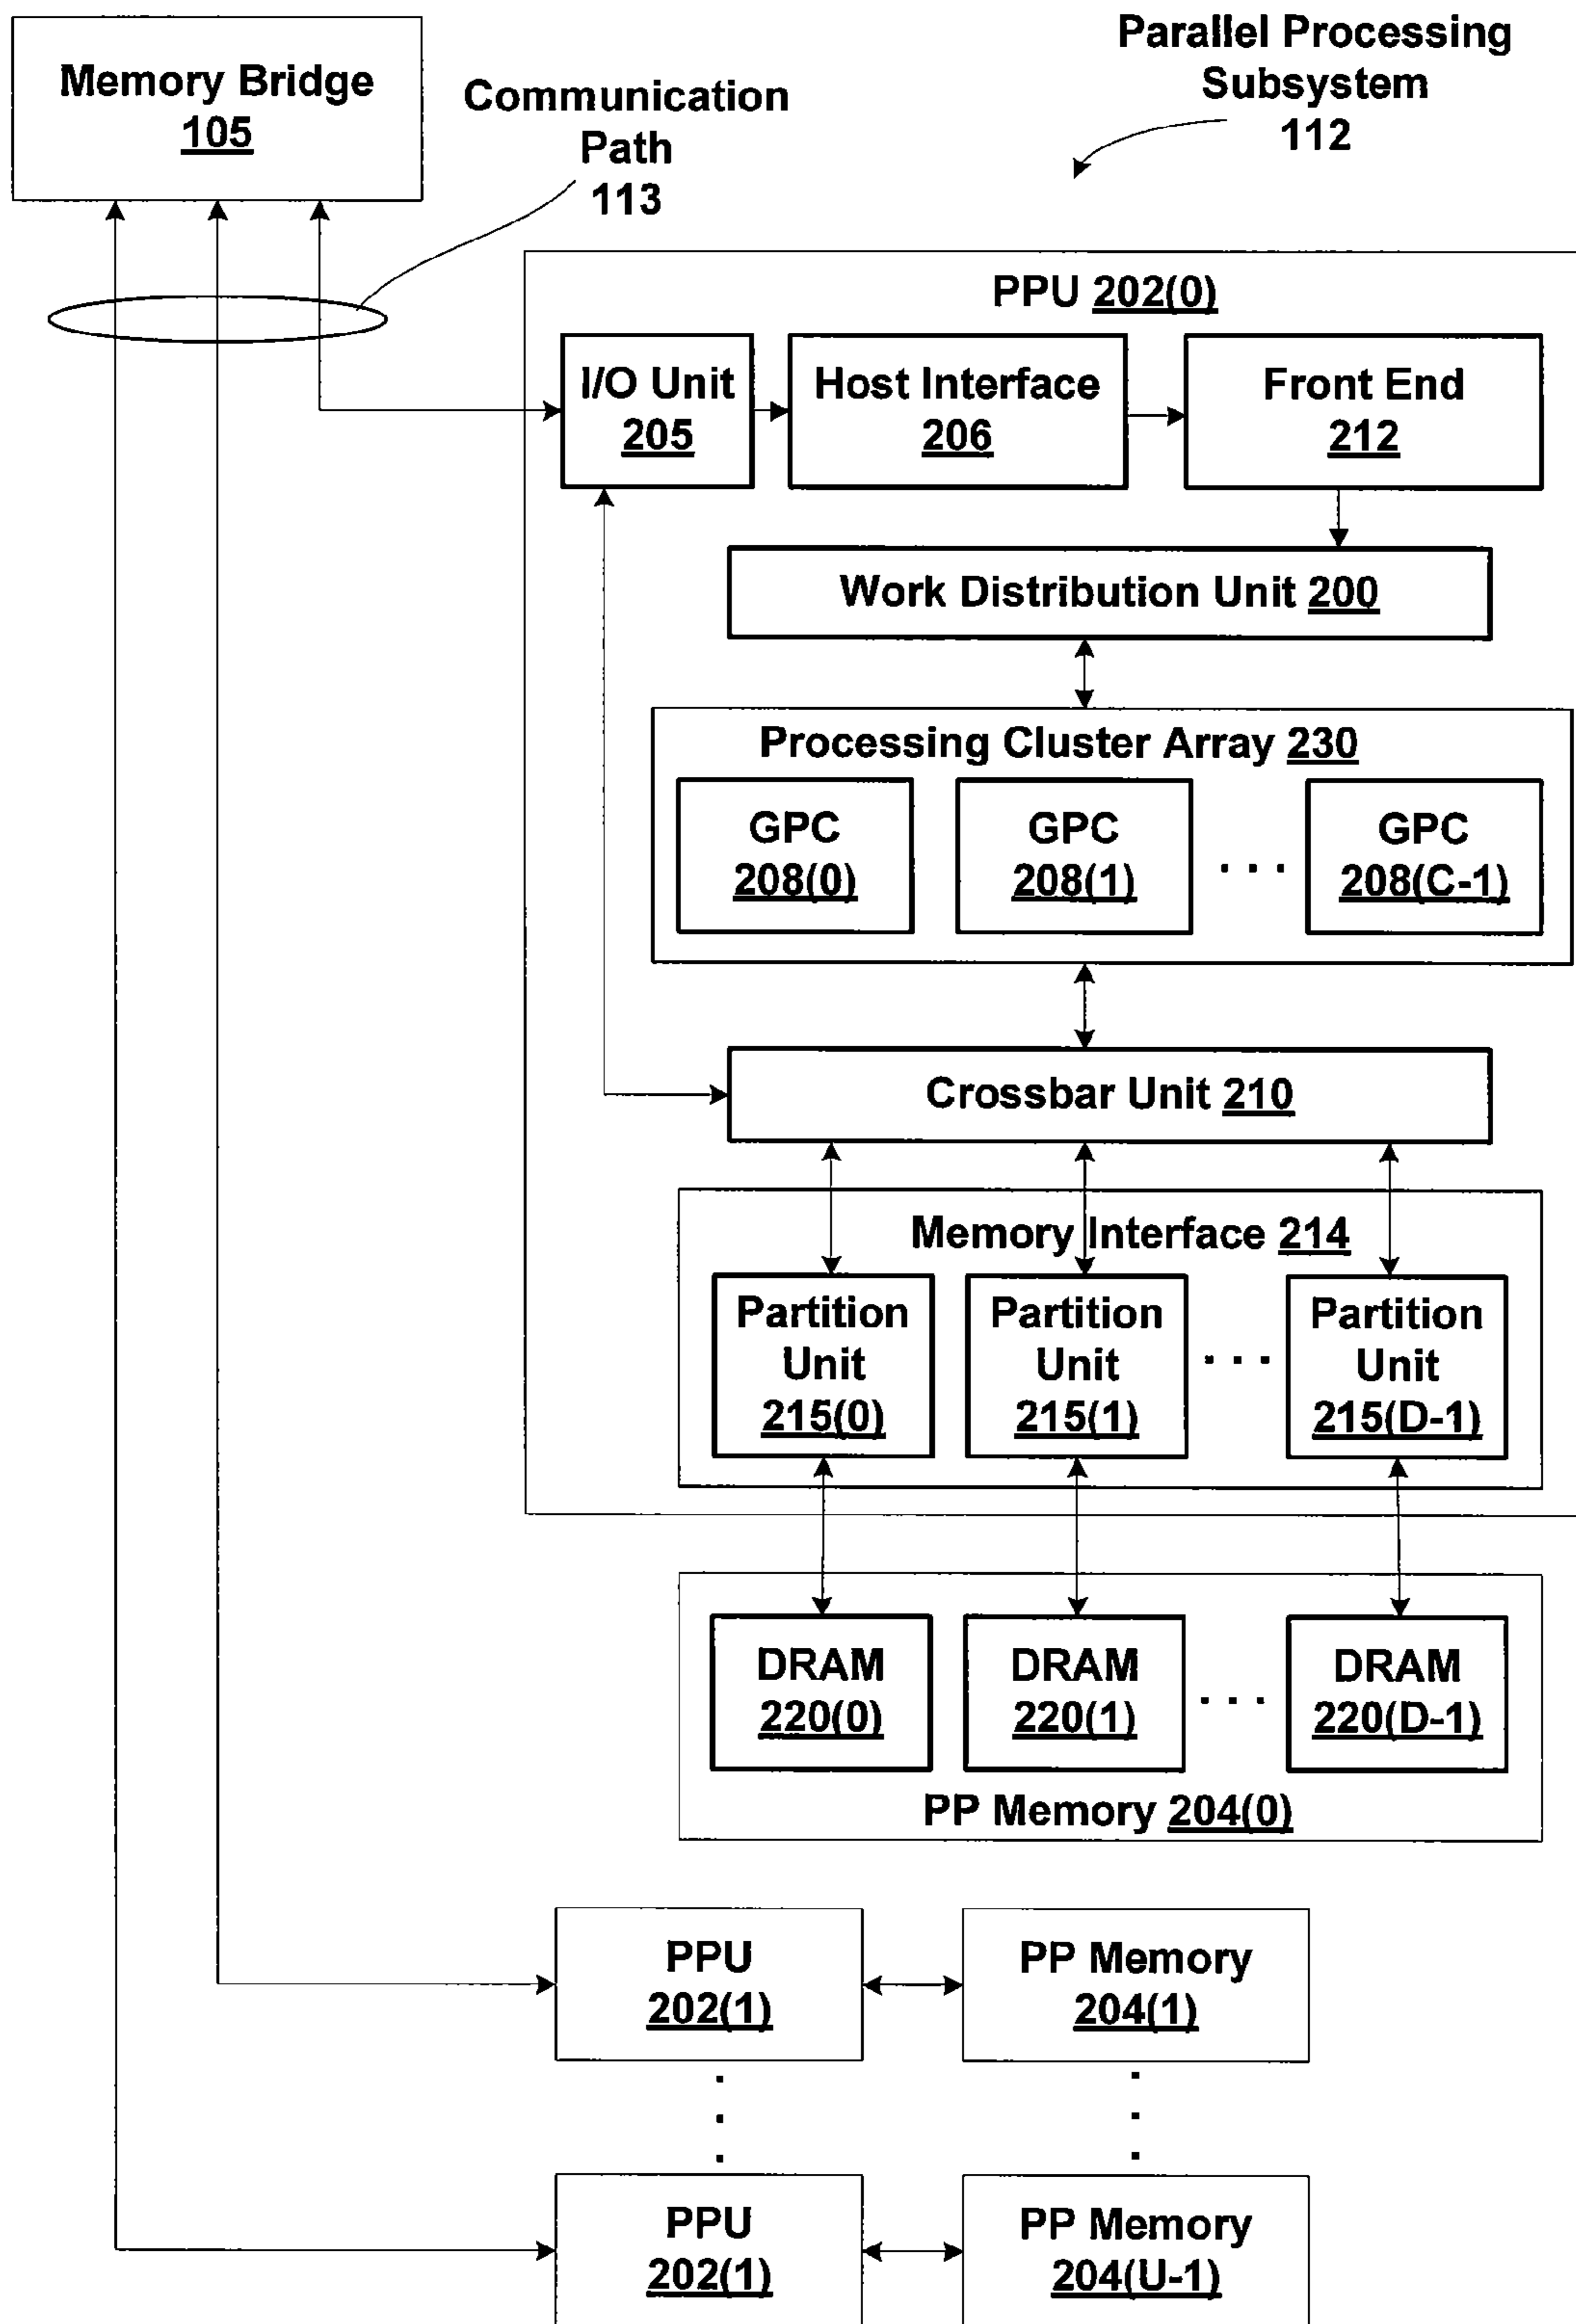 Memory Bridge
105
Communication
Path
113
Parallel Processing
Subsystem
112
PPU 202(0)
I/O Unit
205
Host Interface
206
Front End
212
Work Distribution Unit 200
Processing Cluster Array 230
GPC
208(0)
GPC
208(1)
. . .
GPC
208(C-1)
Crossbar Unit 210
Memory Interface 214
Partition
Unit
215(0)
Partition
Unit
215(1)
. . .
Partition
Unit
215(D-1)
DRAM
220(0)
DRAM
220(1)
. . .
DRAM
220(D-1)
PP Memory 204(0)
PPU
202(1)
PP Memory
204(1)
PPU
202(1)
PP Memory
204(U-1)